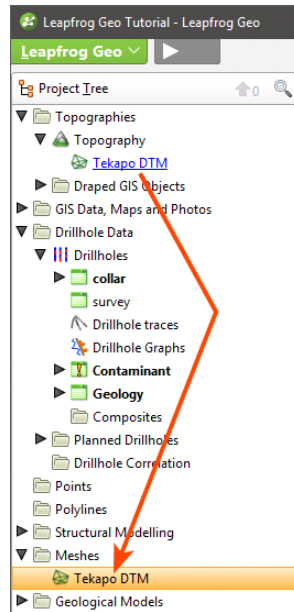 Leapfrog Geo Tutorial - Leapfrog Geo
Leapfrog Geo
Project Tree
0
Topographies
Topography
Tekapo DTM
Draped GIS Objects
GIS Data, Maps and Photos
Drillhole Data
Drillholes
collar
survey
Drillhole traces
Drillhole Graphs
Contaminant
Geology
Composites
Planned Drillholes
Drillhole Correlation
Points
Polylines
Structural Modelling
Meshes
Tekapo DTM
Geological Models